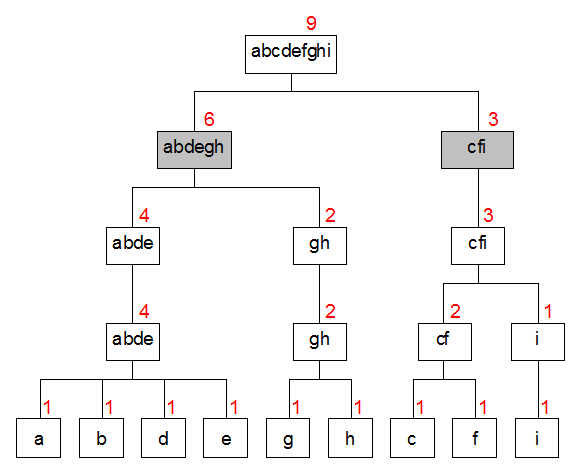 9
abcdefghi
6 3
abdegh cfi
4 2 3
abde gh cfi
4 2 2 1
abde gh cf i
1 1 1 1 1 1 1 1 1
a b d e g h c f i